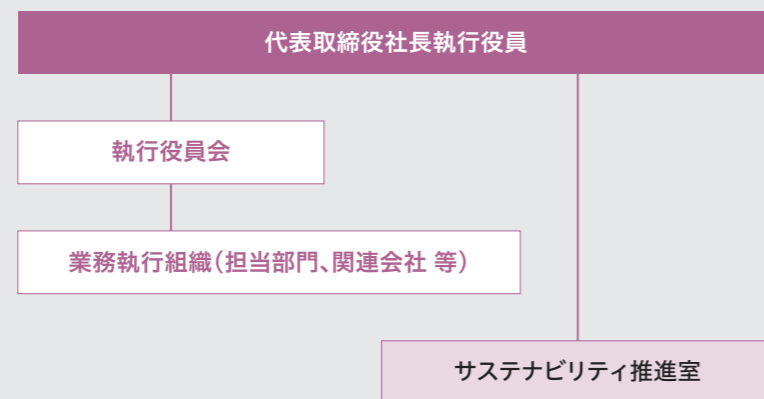 代表取締役社長執行役員
執行役員会
業務執行組織(担当部門、関連会社 等)
サステナビリティ推進室